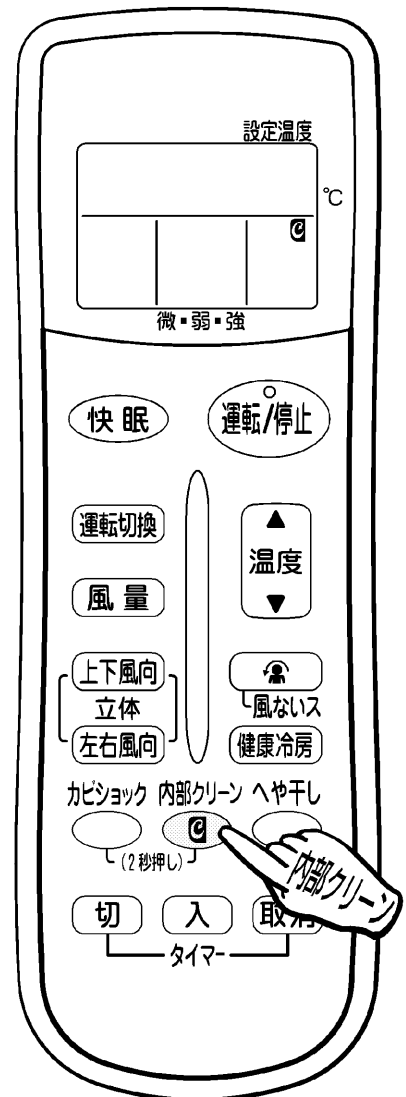 設定温度
℃
微・弱・強
快眠 運転/停止
運転切換
▲
温度
▼
風量
上下風向
立体
左右風向
風ないス
健康冷房
カビショック 内部クリーン へや干し
(2秒押し)
内部クリーン
切 入 取消
タイマー